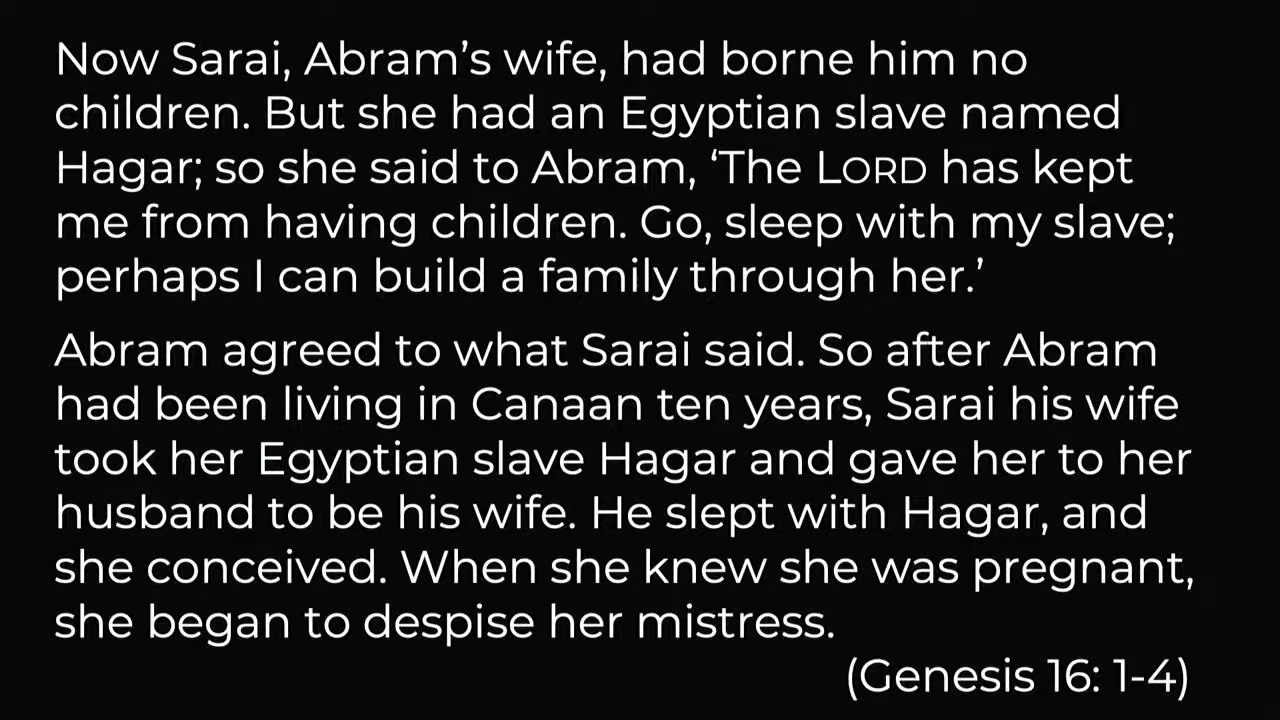 Now Sarai, Abram’s wife, had borne him no
children. But she had an Egyptian slave named
Hagar; so she said to Abram, ‘The LORD has kept
me from having children. Go, sleep with my slave;
perhaps I can build a family through her.’
Abram agreed to what Sarai said. So after Abram
had been living in Canaan ten years, Sarai his wife
took her Egyptian slave Hagar and gave her to her
husband to be his wife. He slept with Hagar, and
she conceived. When she knew she was pregnant,
she began to despise her mistress.
(Genesis 16: 1-4)